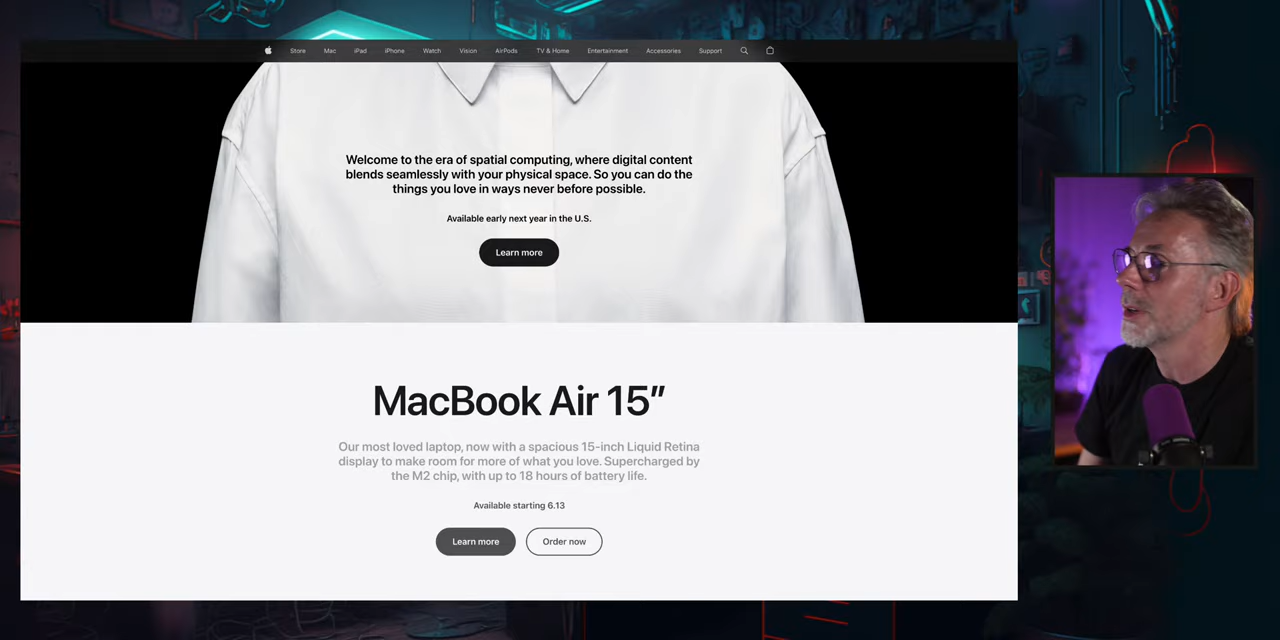 Store Mac iPad iPhone Watch Vision AirPods TV & Home Entertainment Accessories Support
Welcome to the era of spatial computing, where digital content
blends seamlessly with your physical space. So you can do the
things you love in ways never before possible.
Available early next year in the U.S.
Learn more
MacBook Air 15″
Our most loved laptop, now with a spacious 15-inch Liquid Retina
display to make room for more of what you love. Supercharged by
the M2 chip, with up to 18 hours of battery life.
Available starting 6.13
Learn more Order now